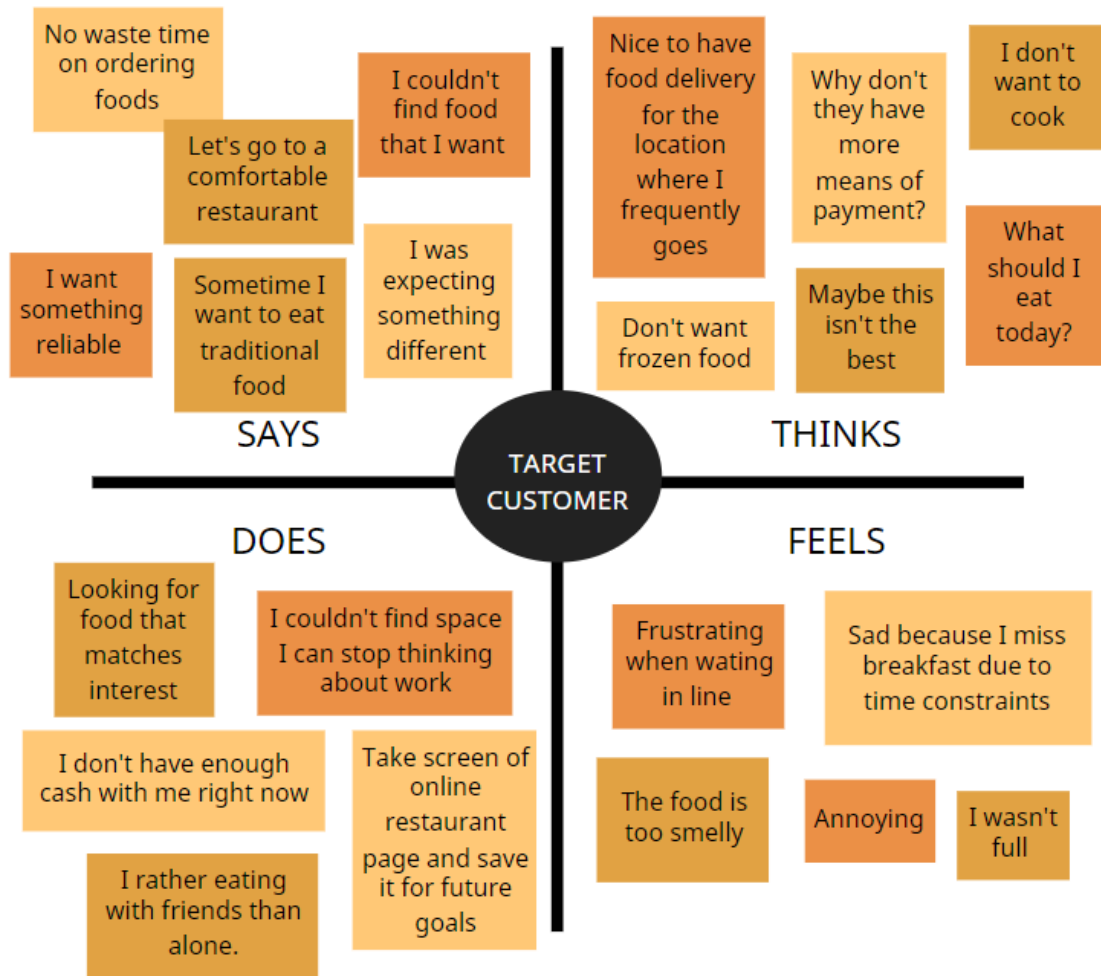 No waste time
on ordering
foods
I couldn't
find food
that I want
Let's go to a
comfortable
restaurant
I want
something
reliable
Sometime I
want to eat
traditional
food
I was
expecting
something
different
SAYS
Nice to have
food delivery
for the
location
where I
frequently
goes
Why don't
they have
more
means of
payment?
I don't
want to
cook
What
should I
eat
today?
Don't want
frozen food
Maybe this
isn't the
best
THINKS
TARGET
CUSTOMER
DOES
Looking for
food that
matches
interest
I couldn't find space
I can stop thinking
about work
I don't have enough
cash with me right now
Take screen of
online
restaurant
page and save
it for future
goals
I rather eating
with friends than
alone.
FEELS
Frustrating
when wating
in line
Sad because I miss
breakfast due to
time constraints
The food is
too smelly
Annoying
I wasn't
full